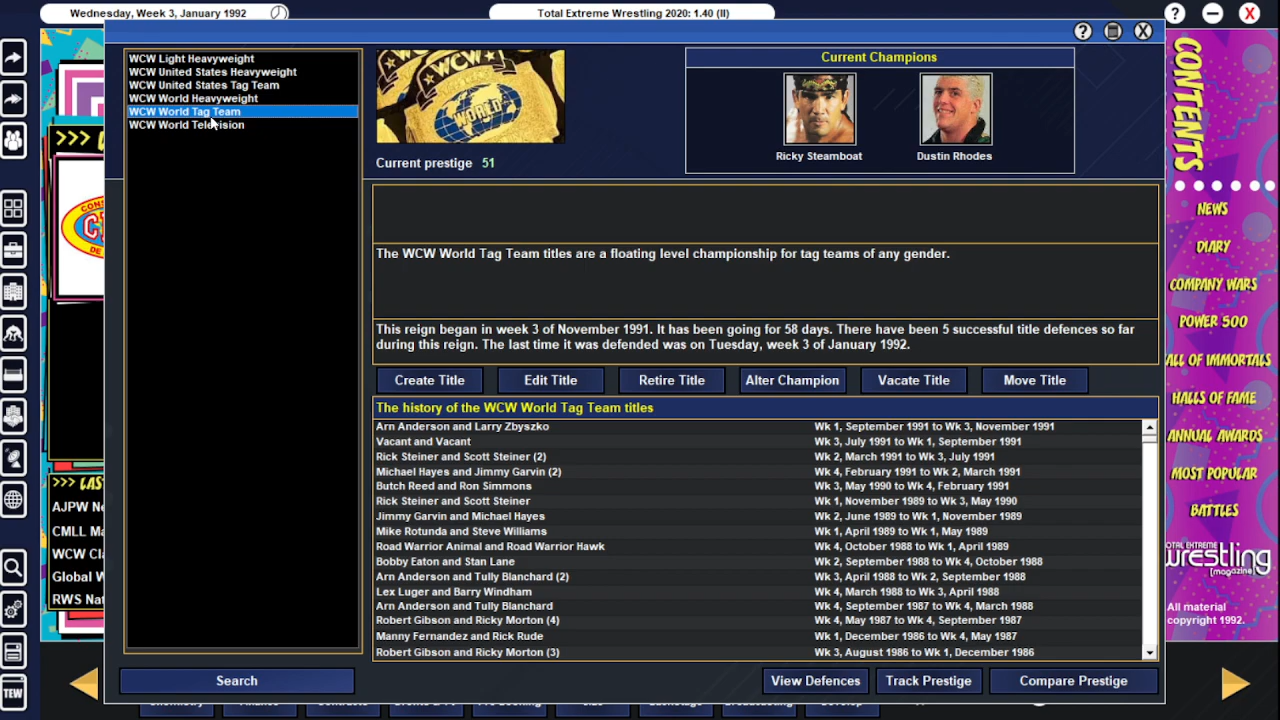 Wednesday, Week 3, January 1992
Total Extreme Wrestling 2020: 1.40 (II)
?
X
?
X
WCW Light Heavyweight
WCW United States Heavyweight
WCW United States Tag Team
WCW World Heavyweight
WCW World Tag Team
WCW World Television
WCW
WORLD
Current prestige 51
Current Champions
Ricky Steamboat
Dustin Rhodes
The WCW World Tag Team titles are a floating level championship for tag teams of any gender.
This reign began in week 3 of November 1991. It has been going for 58 days. There have been 5 successful title defences so far
during this reign. The last time it was defended was on Tuesday, week 3 of January 1992.
Create Title
Edit Title
Retire Title
Alter Champion
Vacate Title
Move Title
The history of the WCW World Tag Team titles
Arn Anderson and Larry Zbyszko Wk 1, September 1991 to Wk 3, November 1991
Vacant and Vacant Wk 3, July 1991 to Wk 1, September 1991
Rick Steiner and Scott Steiner (2) Wk 2, March 1991 to Wk 3, July 1991
Michael Hayes and Jimmy Garvin (2) Wk 4, February 1991 to Wk 2, March 1991
Butch Reed and Ron Simmons Wk 3, May 1990 to Wk 4, February 1991
Rick Steiner and Scott Steiner Wk 1, November 1989 to Wk 3, May 1990
Jimmy Garvin and Michael Hayes Wk 2, June 1989 to Wk 1, November 1989
Mike Rotunda and Steve Williams Wk 1, April 1989 to Wk 1, May 1989
Road Warrior Animal and Road Warrior Hawk Wk 4, October 1988 to Wk 1, April 1989
Bobby Eaton and Stan Lane Wk 2, September 1988 to Wk 4, October 1988
Arn Anderson and Tully Blanchard (2) Wk 3, April 1988 to Wk 2, September 1988
Lex Luger and Barry Windham Wk 4, March 1988 to Wk 3, April 1988
Arn Anderson and Tully Blanchard Wk 4, September 1987 to Wk 4, March 1988
Robert Gibson and Ricky Morton (4) Wk 4, May 1987 to Wk 4, September 1987
Manny Fernandez and Rick Rude Wk 1, December 1986 to Wk 4, May 1987
Robert Gibson and Ricky Morton (3) Wk 3, August 1986 to Wk 1, December 1986
Search
View Defences
Track Prestige
Compare Prestige
>>>
>>> LAS
AJPW Ne
CMLL Ma
WCW Cla
Global W
RWS Nat
TEW
CONTENTS
NEWS
DIARY
COMPANY WARS
POWER 500
ALL OF IMMORTALS
HALLS OF FAME
ANNUAL AWARDS
MOST POPULAR
BATTLES
TOTAL EXTREME
wrestling
[magazine]
All material
copyright 1992.